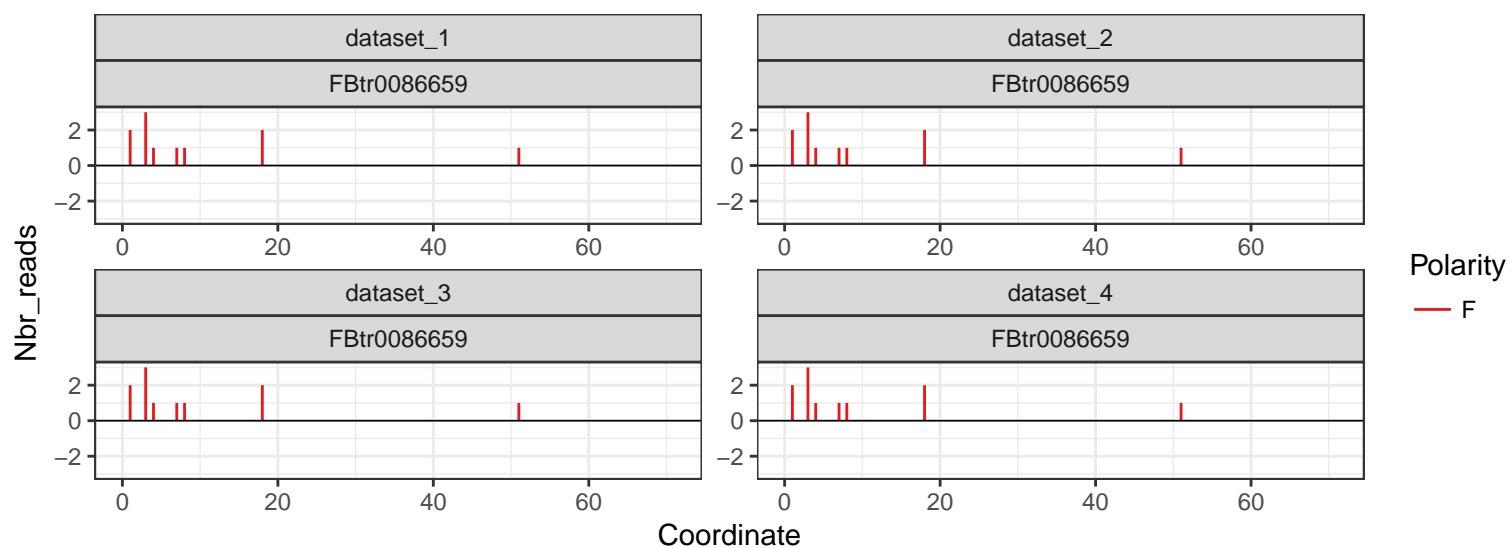 dataset_1
dataset_2
FBtr0086659
FBtr0086659
2
0
−2
2
0
−2
0 20 40 60
0 20 40 60
dataset_3
dataset_4
FBtr0086659
FBtr0086659
2
0
−2
2
0
−2
0 20 40 60
0 20 40 60
Coordinate
Nbr_reads
Polarity
F